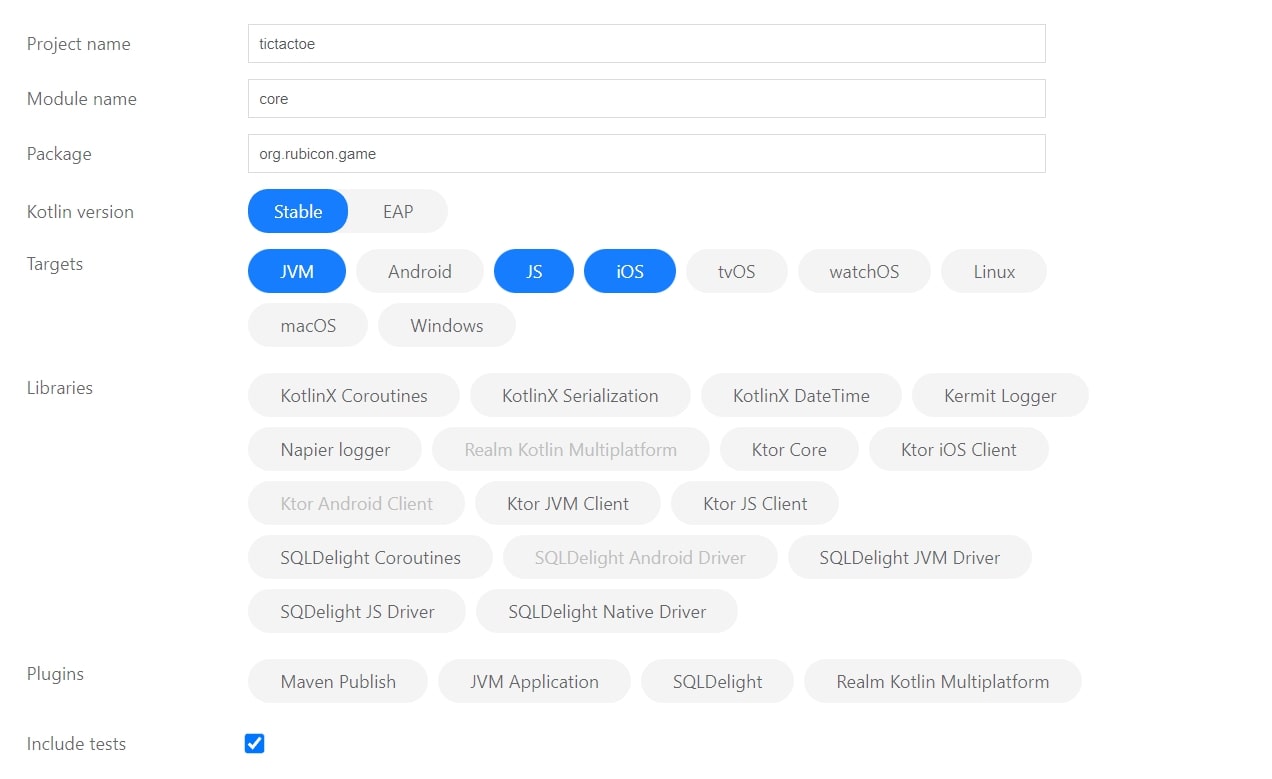 Project name tictactoe
Module name core
Package org.rubicon.game
Kotlin version Stable EAP
Targets JVM Android JS iOS tvOS watchOS Linux
macOS Windows
Libraries KotlinX Coroutines KotlinX Serialization KotlinX DateTime Kermit Logger
Napier logger Realm Kotlin Multiplatform Ktor Core Ktor iOS Client
Ktor Android Client Ktor JVM Client Ktor JS Client
SQLDelight Coroutines SQLDelight Android Driver SQLDelight JVM Driver
SQDelight JS Driver SQLDelight Native Driver
Plugins Maven Publish JVM Application SQLDelight Realm Kotlin Multiplatform
Include tests